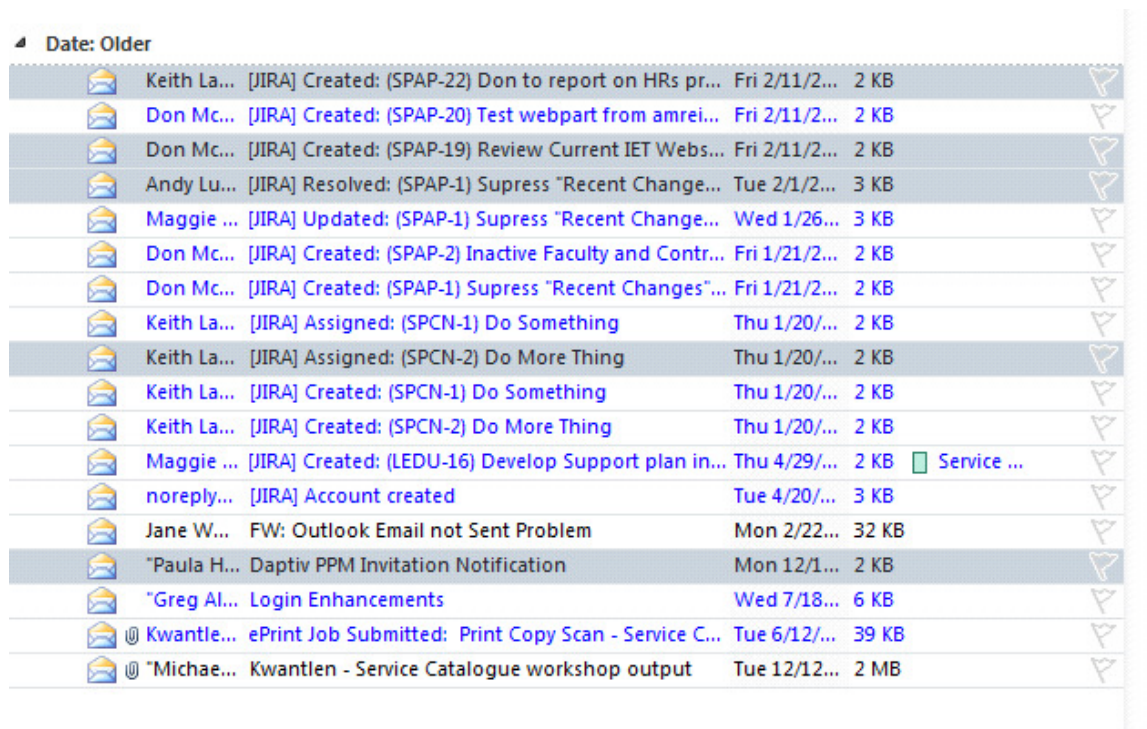 Date: Older
Keith La... [JIRA] Created: (SPAP-22) Don to report on HRs pr... Fri 2/11/2... 2 KB
Don Mc... [JIRA] Created: (SPAP-20) Test webpart from amrei... Fri 2/11/2... 2 KB
Don Mc... [JIRA] Created: (SPAP-19) Review Current IET Webs... Fri 2/11/2... 2 KB
Andy Lu... [JIRA] Resolved: (SPAP-1) Supress "Recent Change... Tue 2/1/2... 3 KB
Maggie ... [JIRA] Updated: (SPAP-1) Supress "Recent Change... Wed 1/26... 3 KB
Don Mc... [JIRA] Created: (SPAP-2) Inactive Faculty and Contr... Fri 1/21/2... 2 KB
Don Mc... [JIRA] Created: (SPAP-1) Supress "Recent Changes"... Fri 1/21/2... 2 KB
Keith La... [JIRA] Assigned: (SPCN-1) Do Something Thu 1/20/... 2 KB
Keith La... [JIRA] Assigned: (SPCN-2) Do More Thing Thu 1/20/... 2 KB
Keith La... [JIRA] Created: (SPCN-1) Do Something Thu 1/20/... 2 KB
Keith La... [JIRA] Created: (SPCN-2) Do More Thing Thu 1/20/... 2 KB
Maggie ... [JIRA] Created: (LEDU-16) Develop Support plan in... Thu 4/29/... 2 KB Service ...
noreply... [JIRA] Account created Tue 4/20/... 3 KB
Jane W... FW: Outlook Email not Sent Problem Mon 2/22... 32 KB
"Paula H... Daptiv PPM Invitation Notification Mon 12/1... 2 KB
"Greg Al... Login Enhancements Wed 7/18... 6 KB
Kwantle... ePrint Job Submitted: Print Copy Scan - Service C... Tue 6/12/... 39 KB
"Michae... Kwantlen - Service Catalogue workshop output Tue 12/12... 2 MB